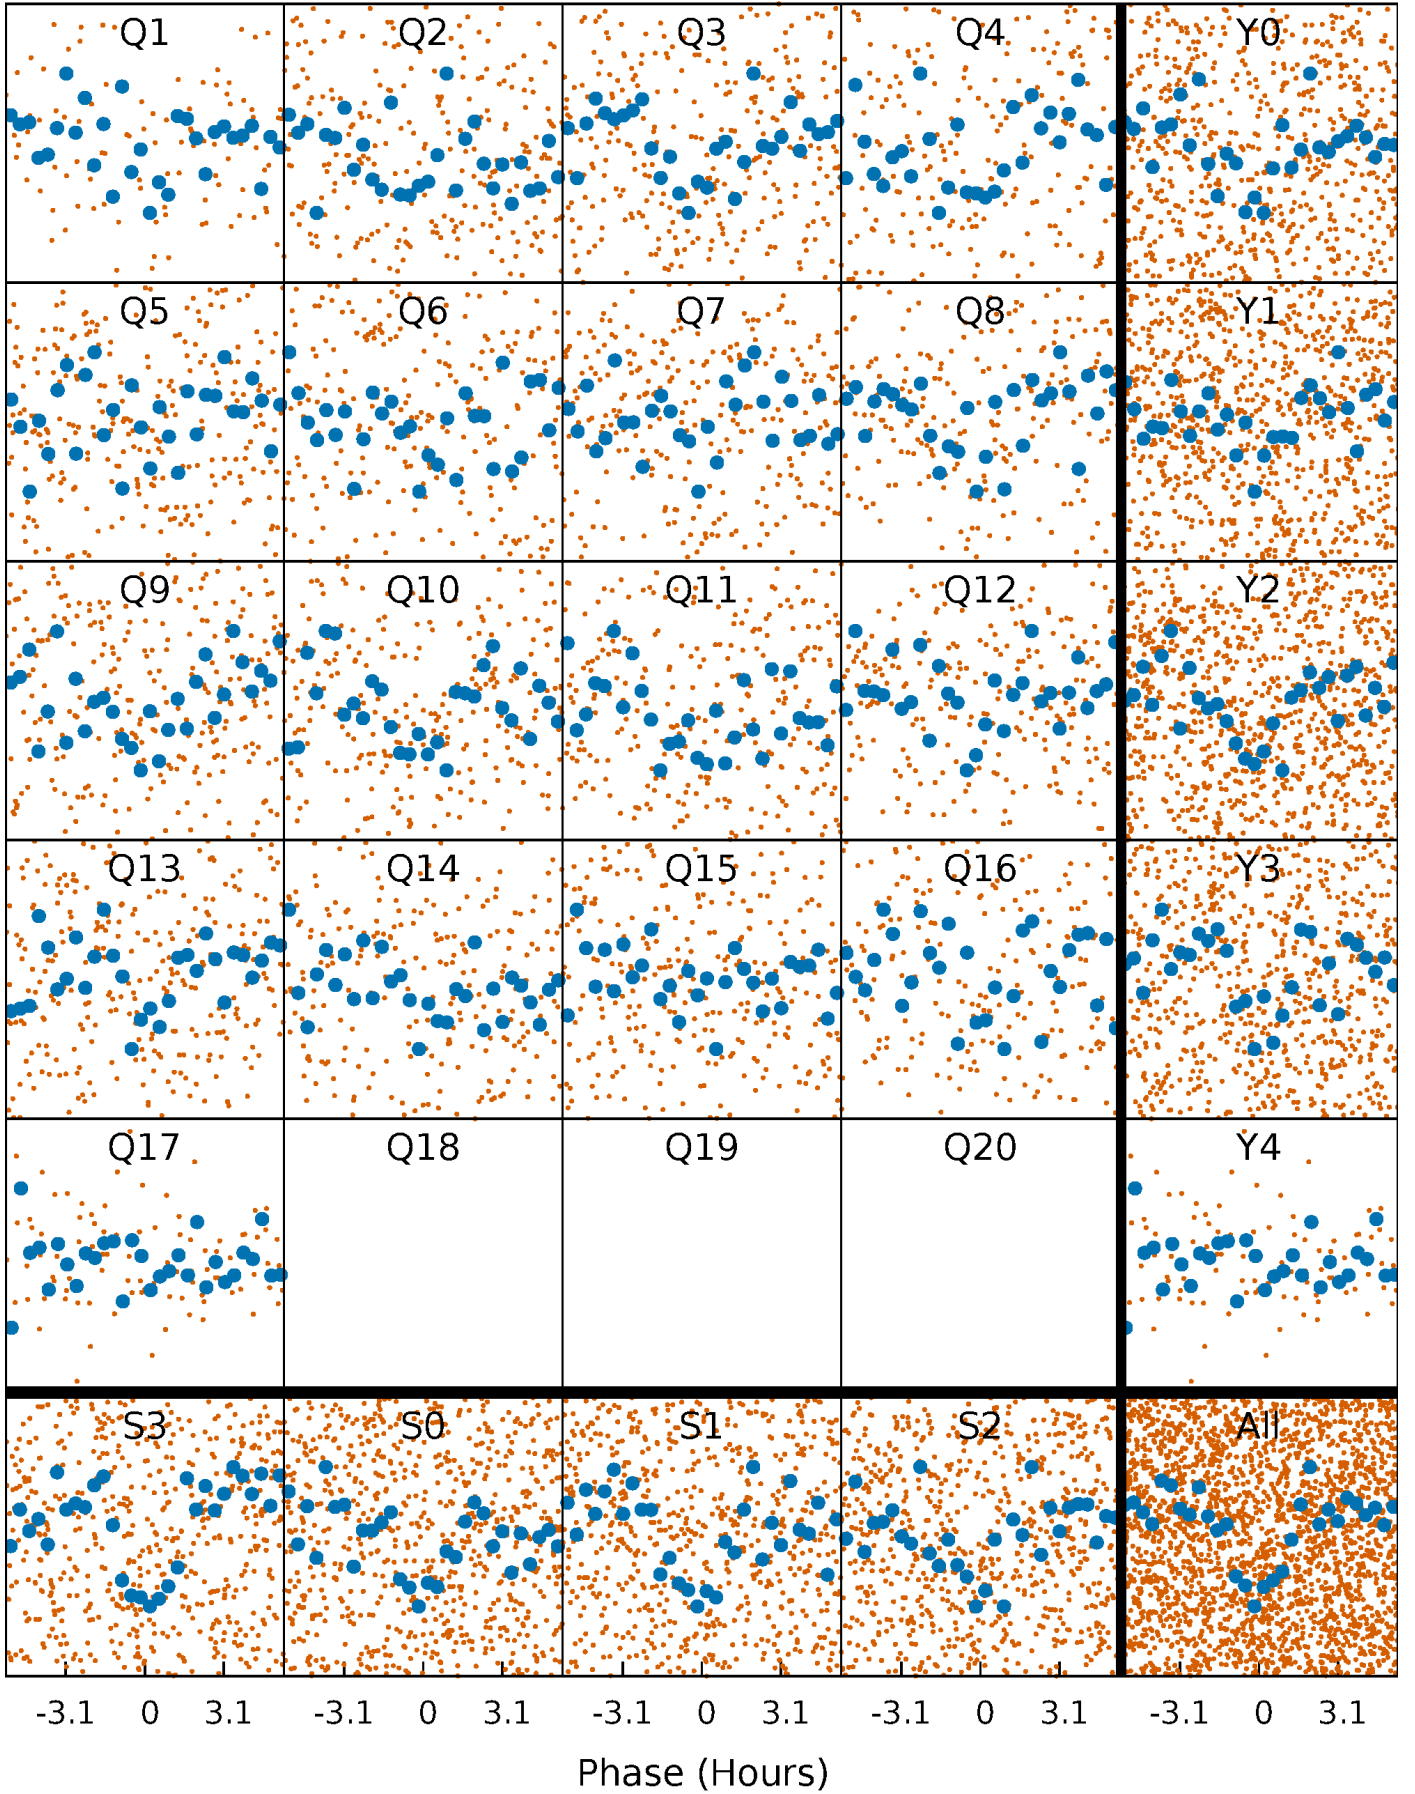 Q1 Q2 Q3 Q4 Y0
Q5 Q6 Q7 Q8 Y1
Q9 Q10 Q11 Q12 Y2
Q13 Q14 Q15 Q16 Y3
Q17 Q18 Q19 Q20 Y4
S3 S0 S1 S2 All
-3.1 0 3.1 -3.1 0 3.1 -3.1 0 3.1 -3.1 0 3.1 -3.1 0 3.1
Phase (Hours)